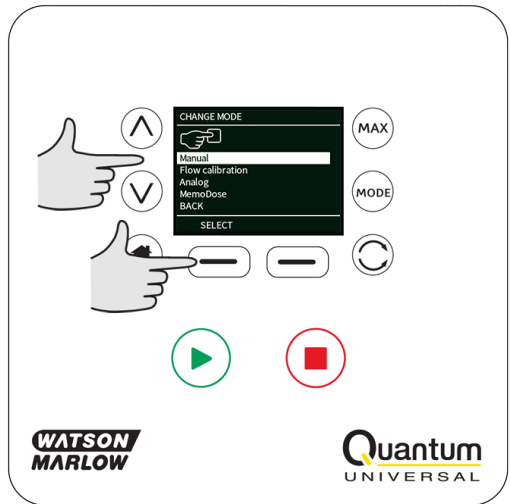 CHANGE MODE
MAX
Manual
Flow calibration
Analog
MemoDose
MODE
BACK
SELECT
WATSON
MARLOW
Quantum
UNIVERSAL